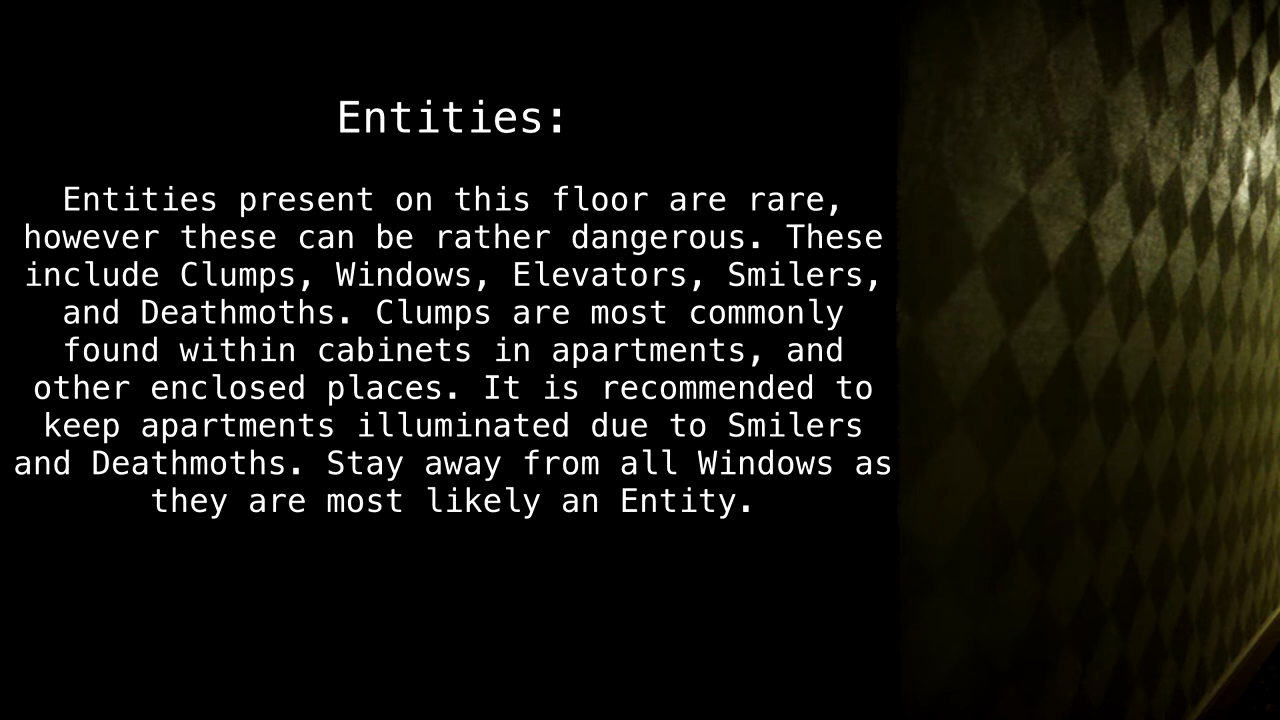 Entities:
Entities present on this floor are rare,
however these can be rather dangerous. These
include Clumps, Windows, Elevators, Smilers,
and Deathmoths. Clumps are most commonly
found within cabinets in apartments, and
other enclosed places. It is recommended to
keep apartments illuminated due to Smilers
and Deathmoths. Stay away from all Windows as
they are most likely an Entity.